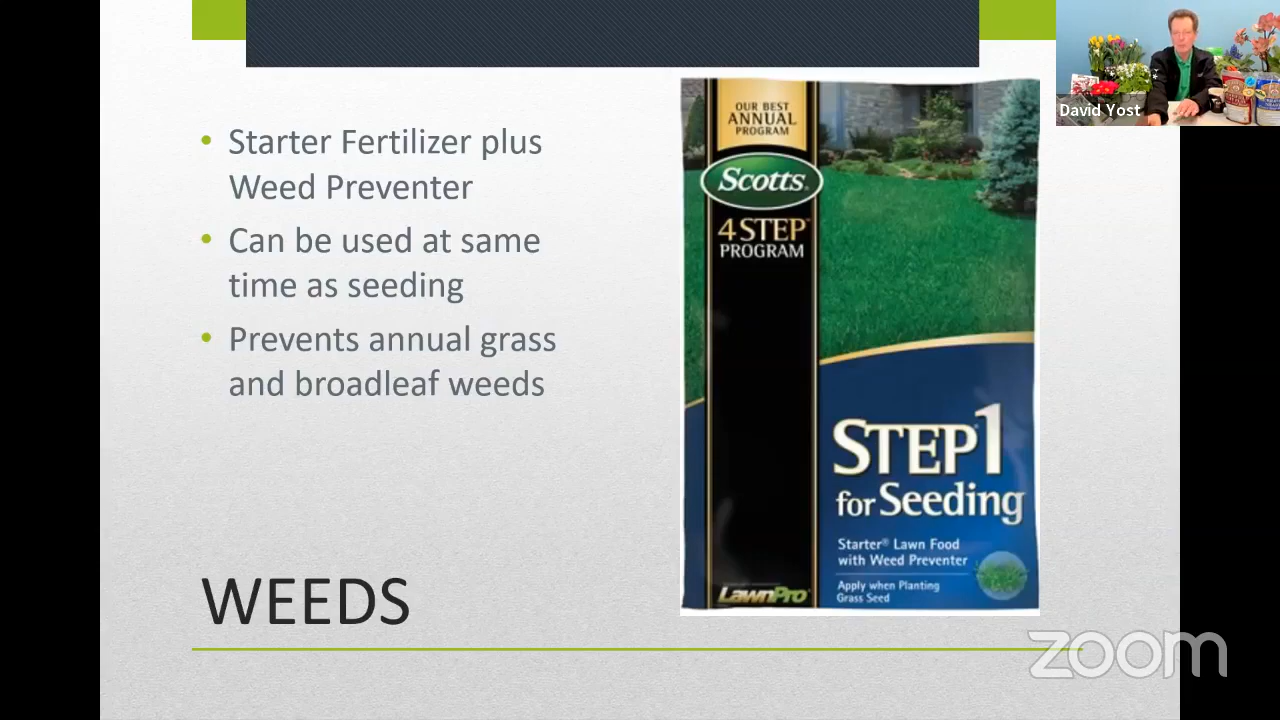 • Starter Fertilizer plus
Weed Preventer
• Can be used at same
time as seeding
• Prevents annual grass
and broadleaf weeds
WEEDS
OUR BEST
ANNUAL
PROGRAM
Scotts
4 STEP™
PROGRAM
STEP 1
for Seeding
Starter® Lawn Food
with Weed Preventer
Apply when Planting
Grass Seed
LawnPro®
David Yost
zoom